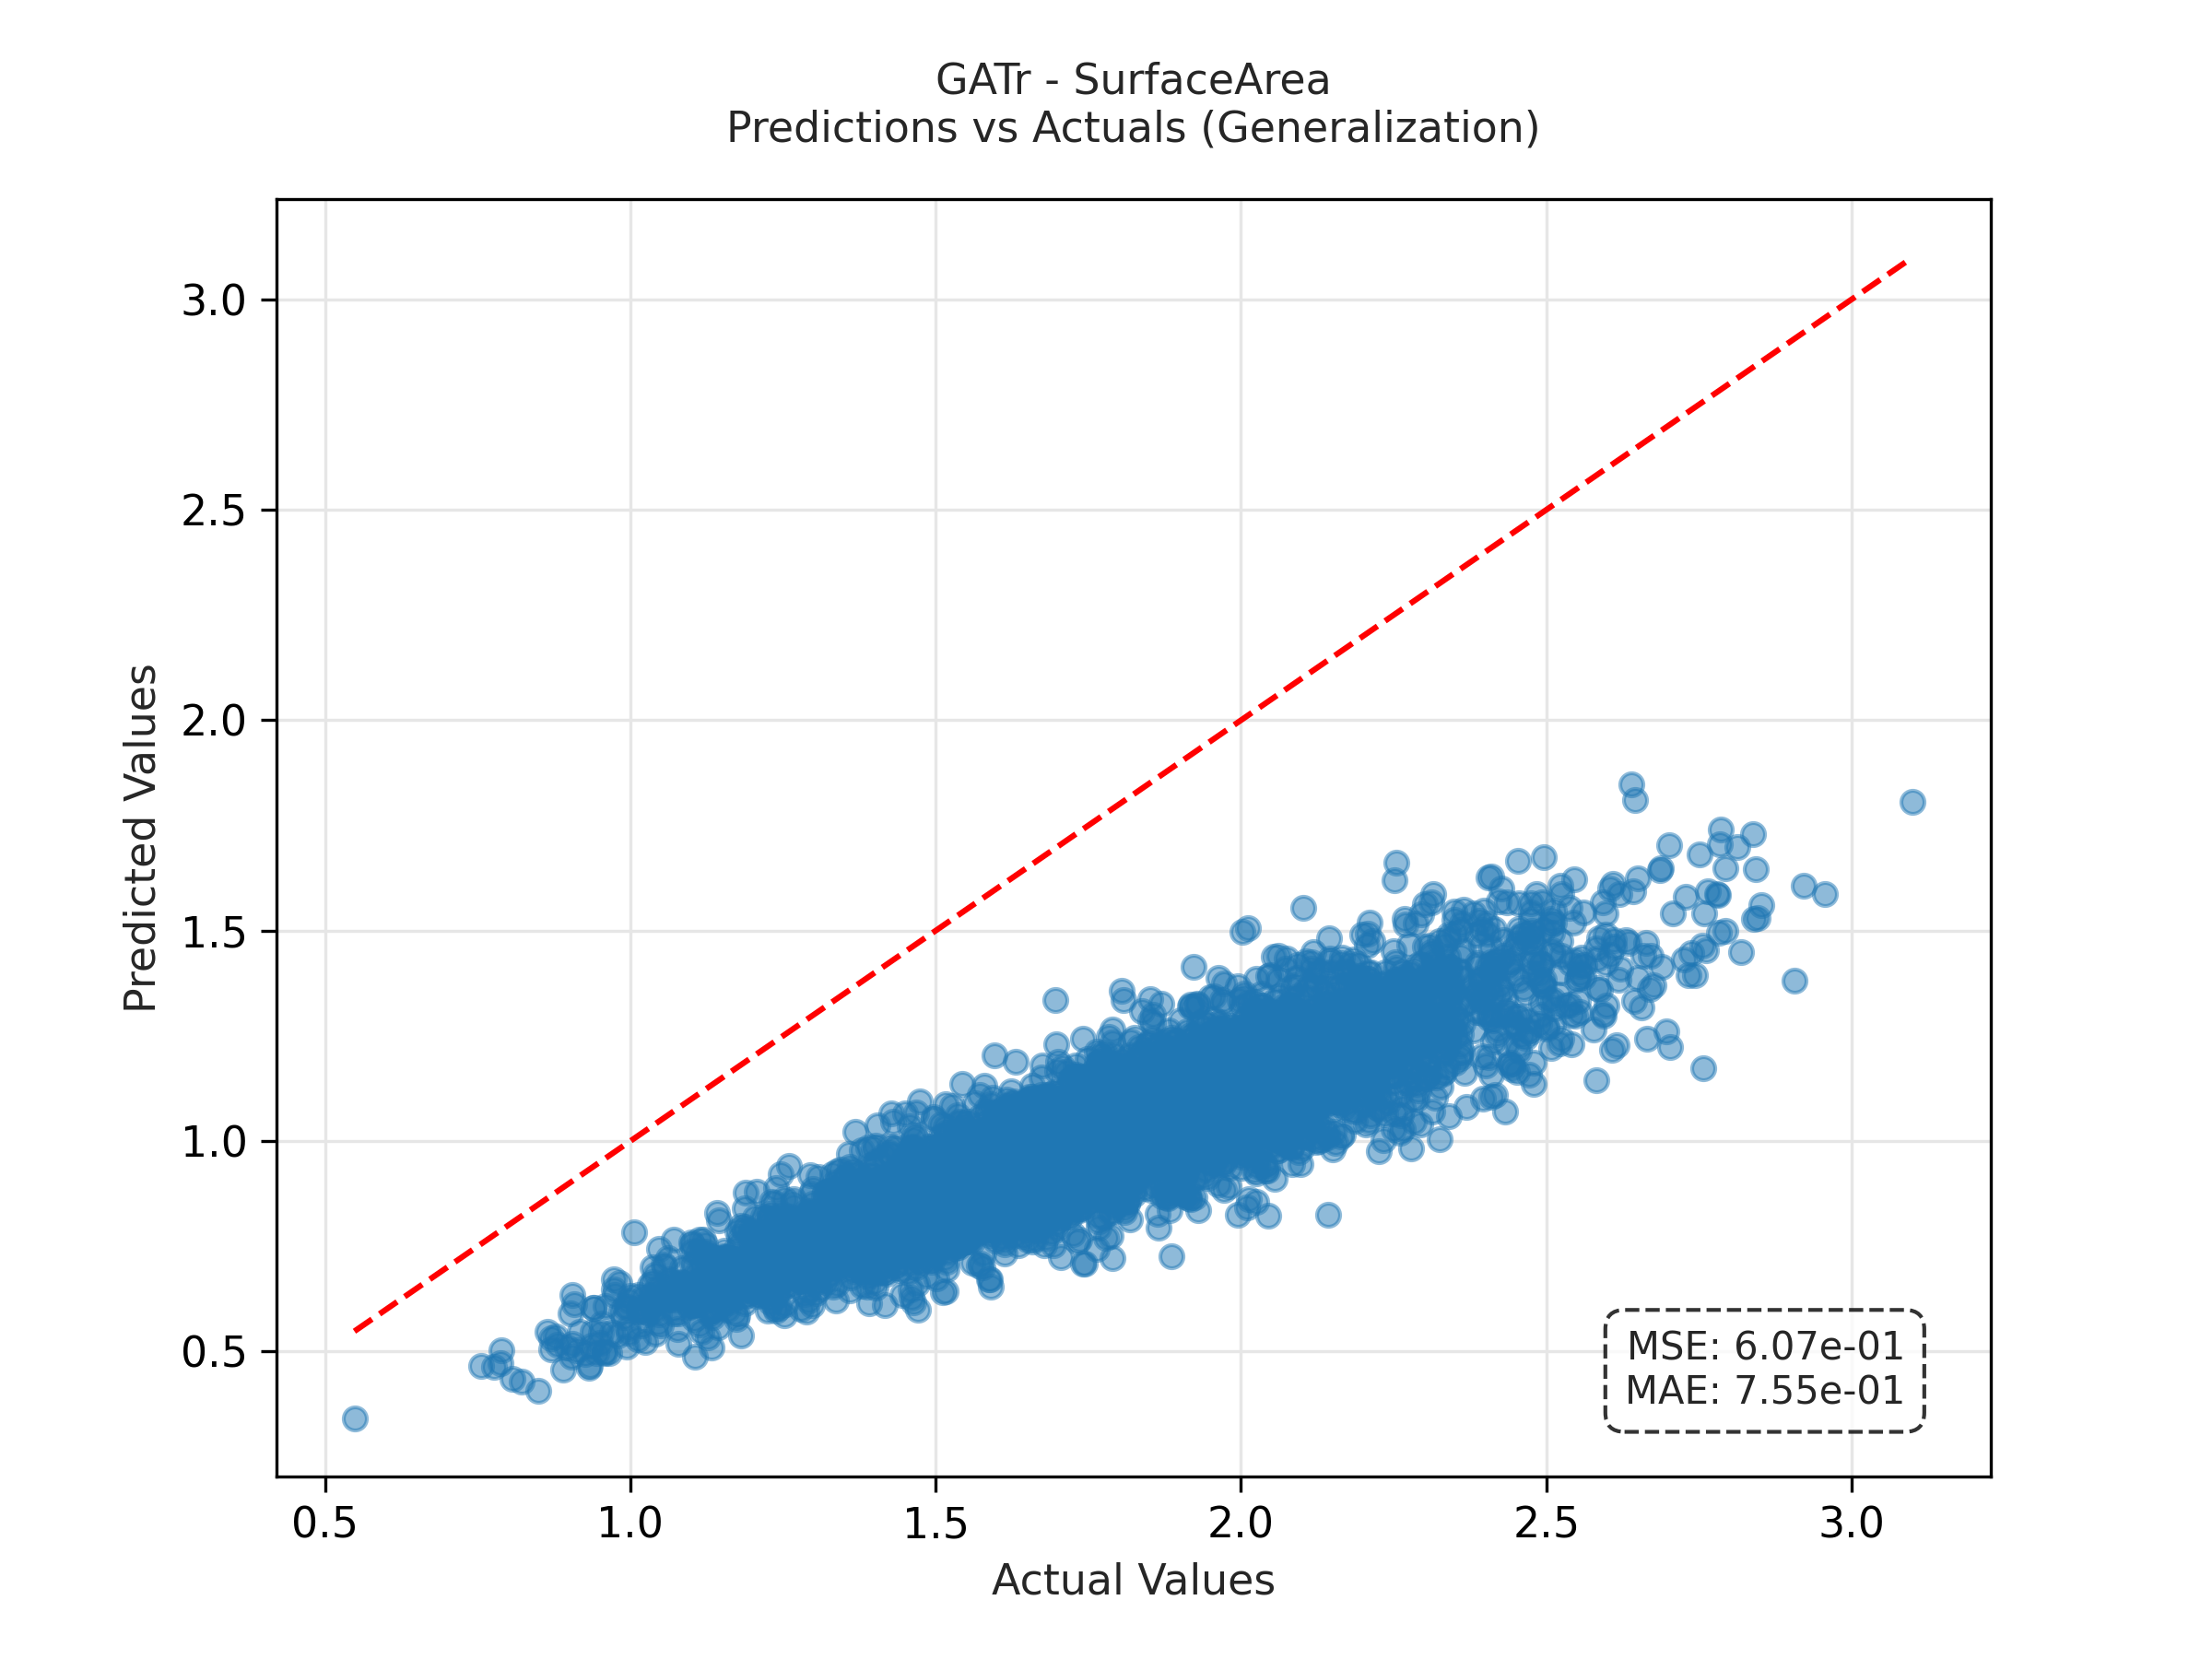 GATr - SurfaceArea
Predictions vs Actuals (Generalization)
Predicted Values
3.0
2.5
2.0
1.5
1.0
0.5
MSE: 6.07e-01
MAE: 7.55e-01
0.5 1.0 1.5 2.0 2.5 3.0
Actual Values